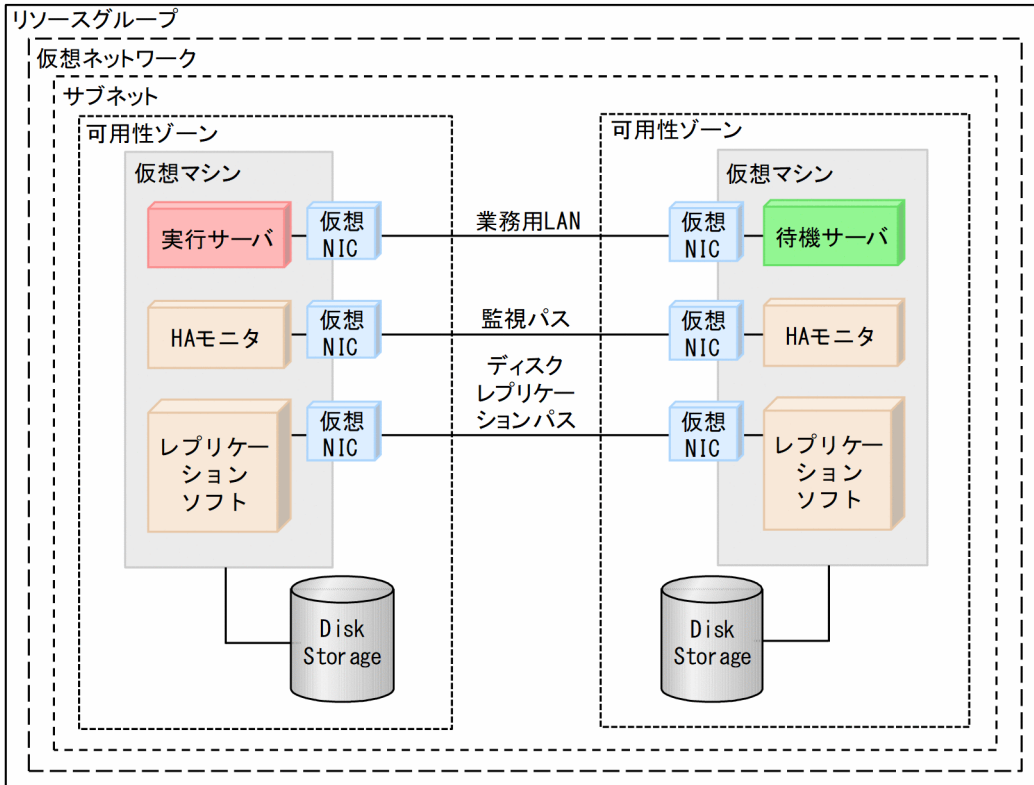 リソースグループ
仮想ネットワーク
サブネット
可用性ゾーン
仮想マシン
実行サーバ
仮想
NIC
業務用LAN
HAモニタ
仮想
NIC
監視パス
レプリケー
ション
ソフト
仮想
NIC
ディスク
レプリケー
ションパス
Disk
Storage
可用性ゾーン
仮想マシン
仮想
NIC
待機サーバ
仮想
NIC
HAモニタ
仮想
NIC
レプリケー
ション
ソフト
Disk
Storage